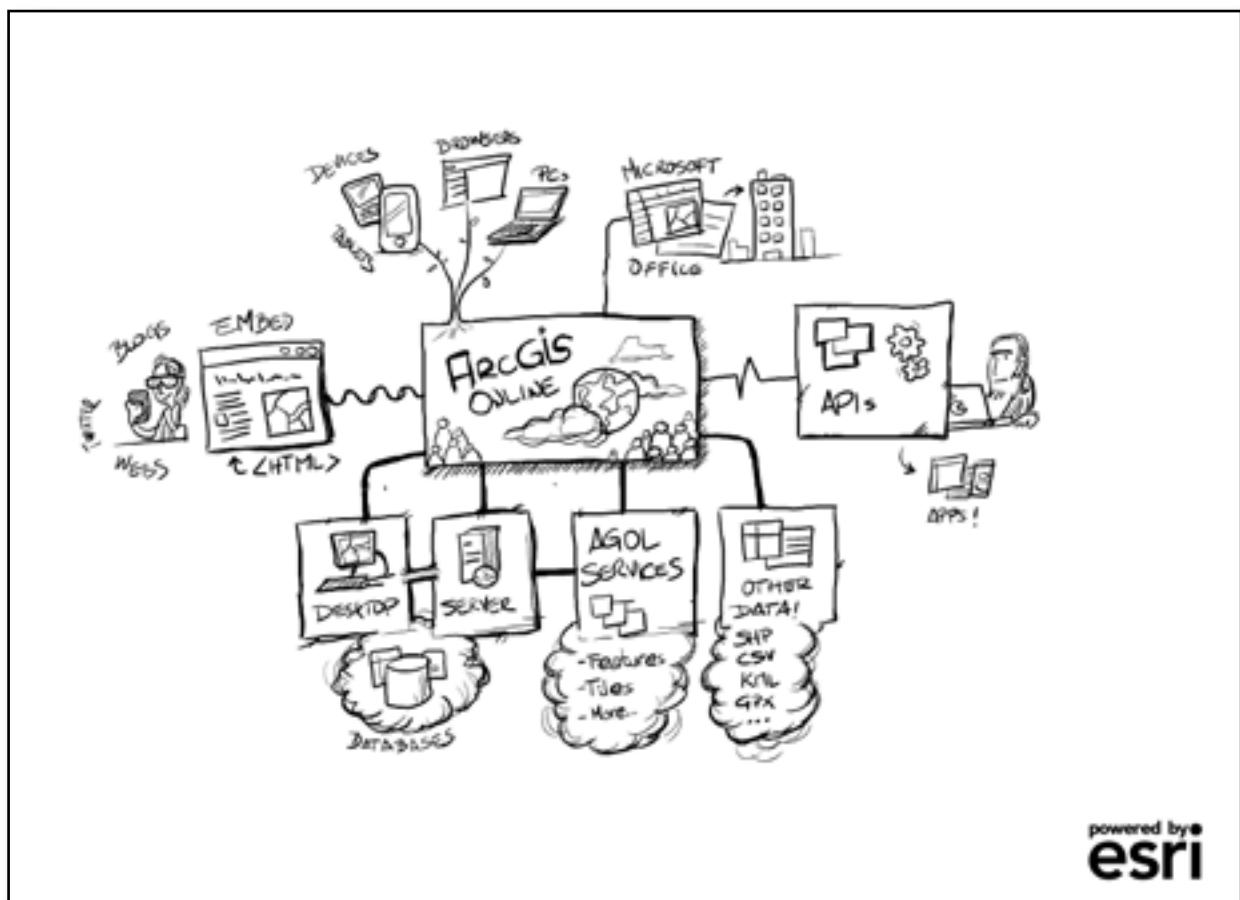 DEVICES
TABLETS
BROWSERS
PCs
MICROSOFT
OFFICE
BLOGS
TWITTER
WEBS
EMBED
<HTML>
ARCGIS
ONLINE
APIs
APPS!
DESKTOP
SERVER
DATABASES
AGOL
SERVICES
-Features
-Tiles
-More..
OTHER
DATA!
SHP
CSV
KML
GPX
...
powered by
esri